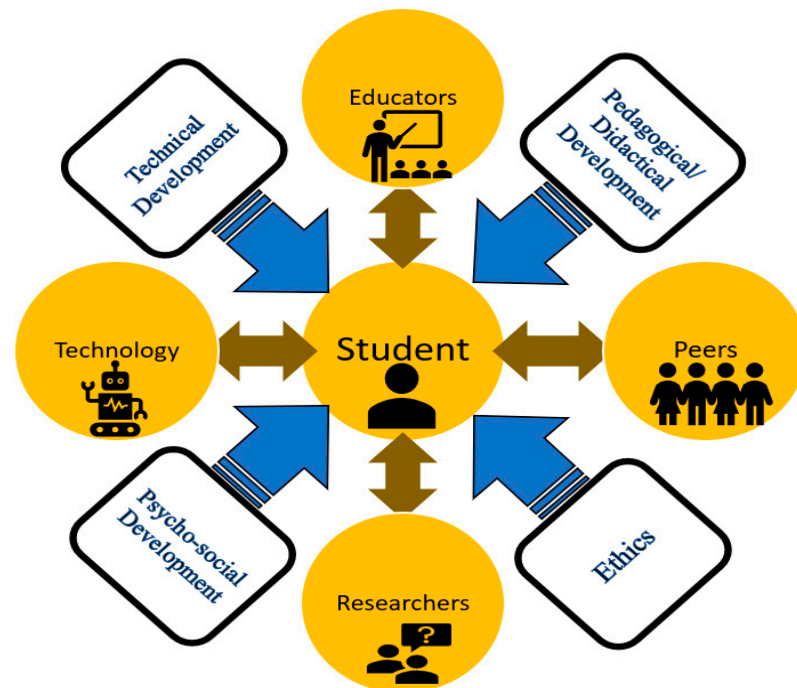 Educators
Technical
Development
Pedagogical/
Didactical
Development
Technology
Student
Peers
Psycho-social
Development
Ethics
Researchers
?